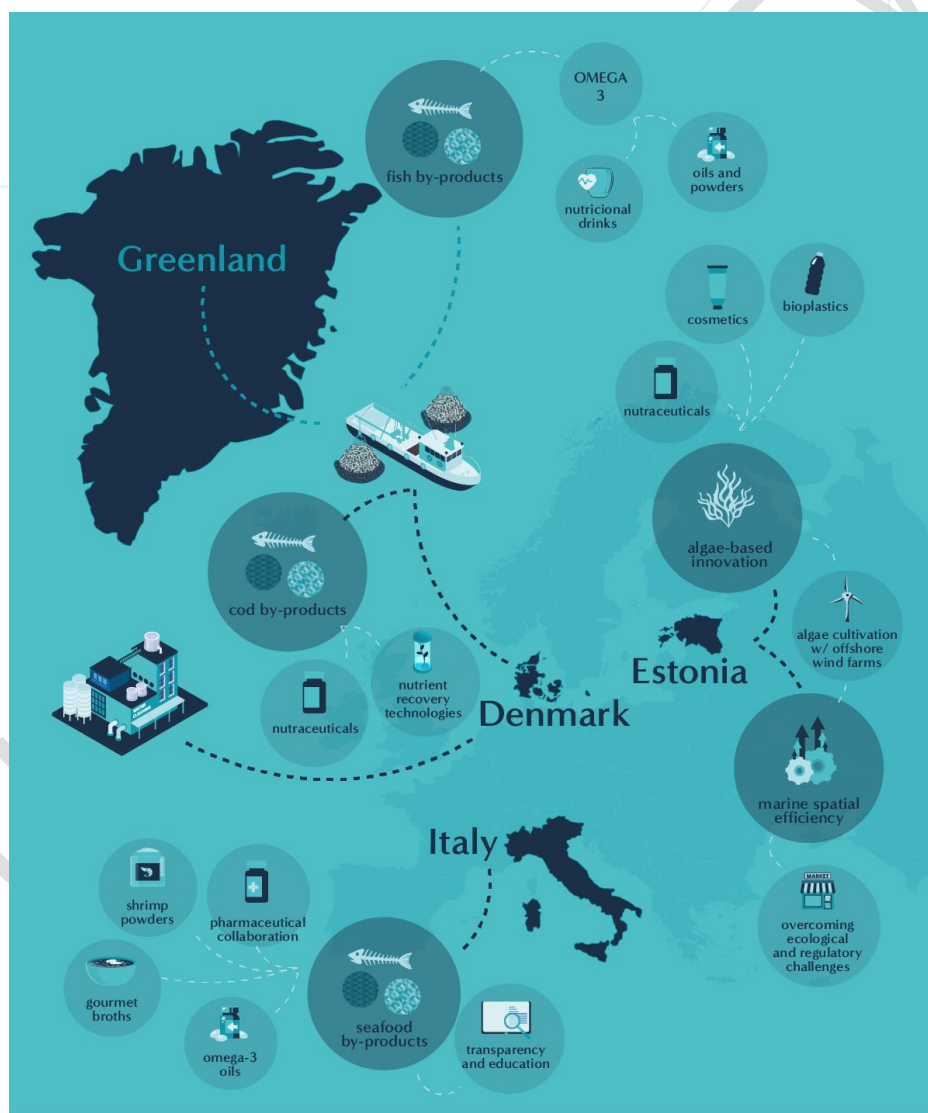 OMEGA
3
fish by-products
oils and
powders
nutricional
drinks
Greenland
cosmetics
bioplastics
nutraceuticals
algae-based
innovation
cod by-products
algae cultivation
w/ offshore
wind farms
Estonia
nutrient
recovery
technologies
nutraceuticals
Denmark
marine spatial
efficiency
Italy
MARKET
shrimp
powders
pharmaceutical
collaboration
overcoming
ecological
and regulatory
challenges
gourmet
broths
seafood
by-products
omega-3
oils
transparency
and education